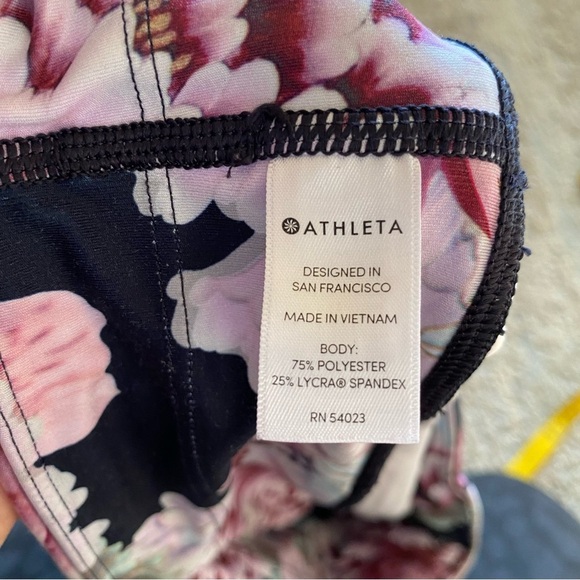 ATHLETA
DESIGNED IN
SAN FRANCISCO
MADE IN VIETNAM
BODY:
75% POLYESTER
25% LYCRA® SPANDEX
RN 54023